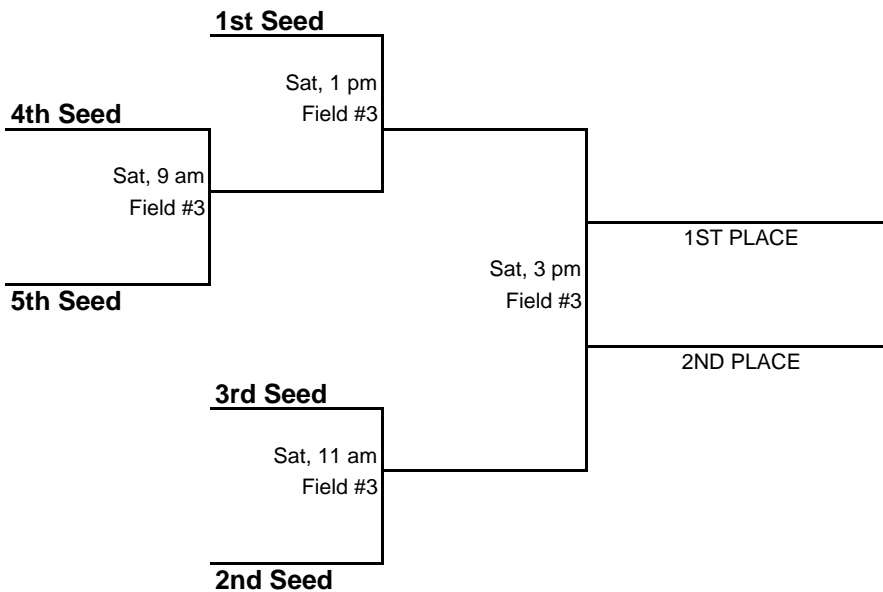 1st Seed
Sat, 1 pm
Field #3
4th Seed
Sat, 9 am
Field #3
5th Seed
1ST PLACE
Sat, 3 pm
Field #3
2ND PLACE
3rd Seed
Sat, 11 am
Field #3
2nd Seed